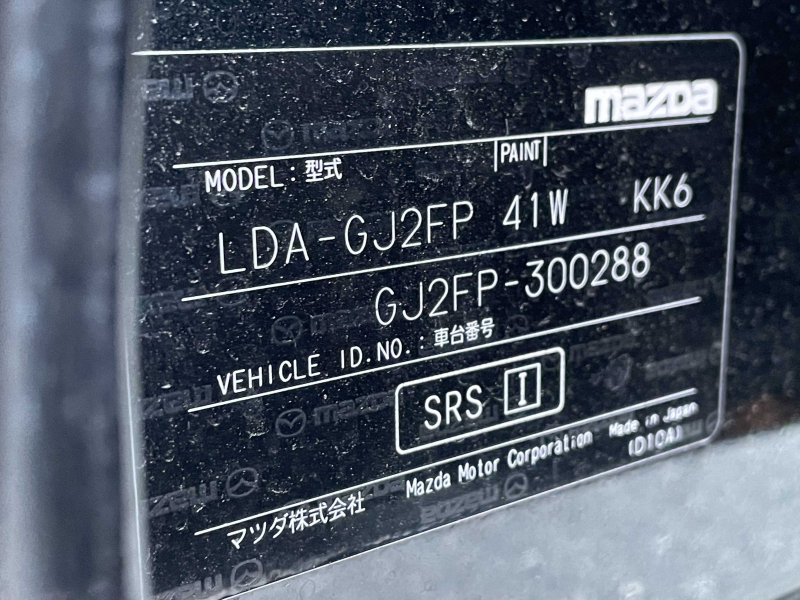 mazda
MODEL：型式 PAINT
LDA-GJ2FP 41W KK6
GJ2FP-300288
VEHICLE ID.NO.：車台番号
SRS I
マツダ株式会社 Mazda Motor Corporation Made in Japan
(D10A)